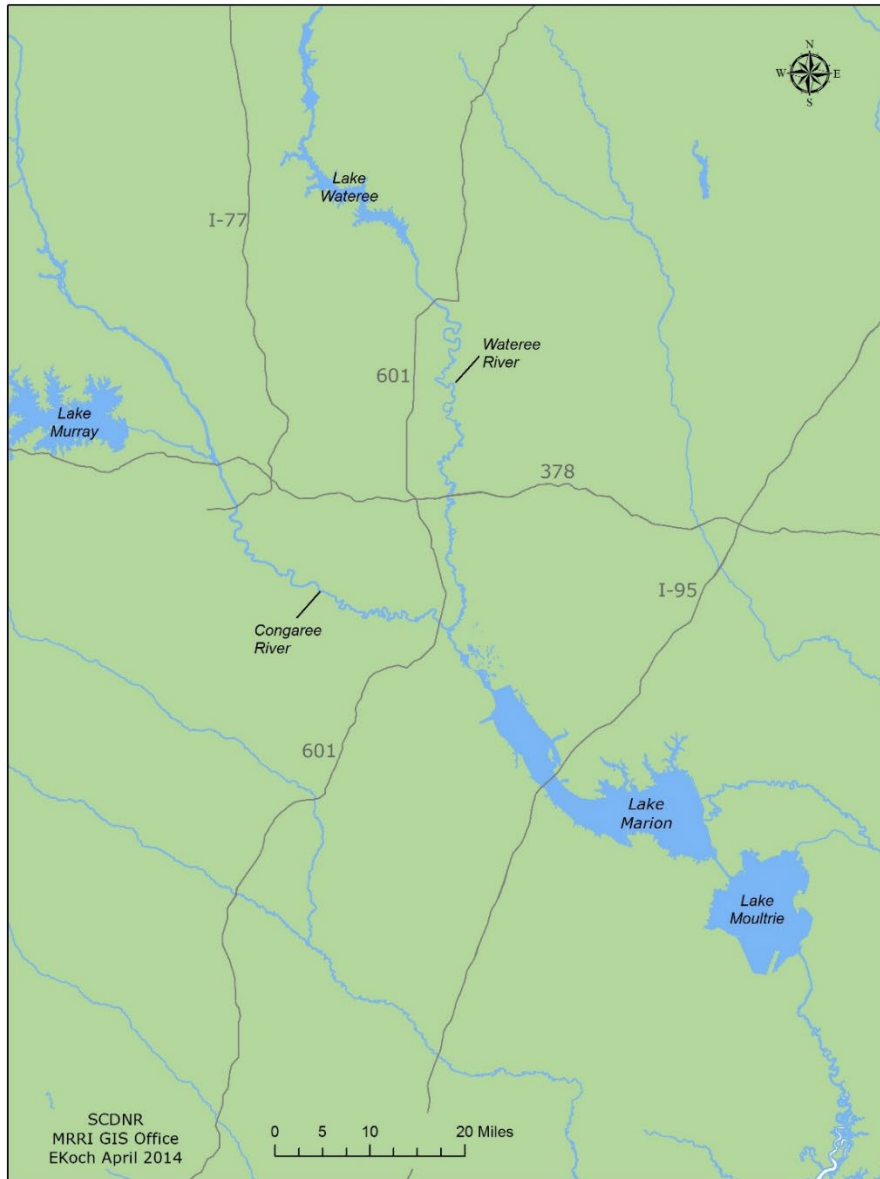 N
W
E
S
Lake
Wateree
I-77
Wateree
River
601
Lake
Murray
378
I-95
Congaree
River
601
Lake
Marion
Lake
Moultrie
SCDNR
MRRI GIS Office
EKoch April 2014
0 5 10 20 Miles